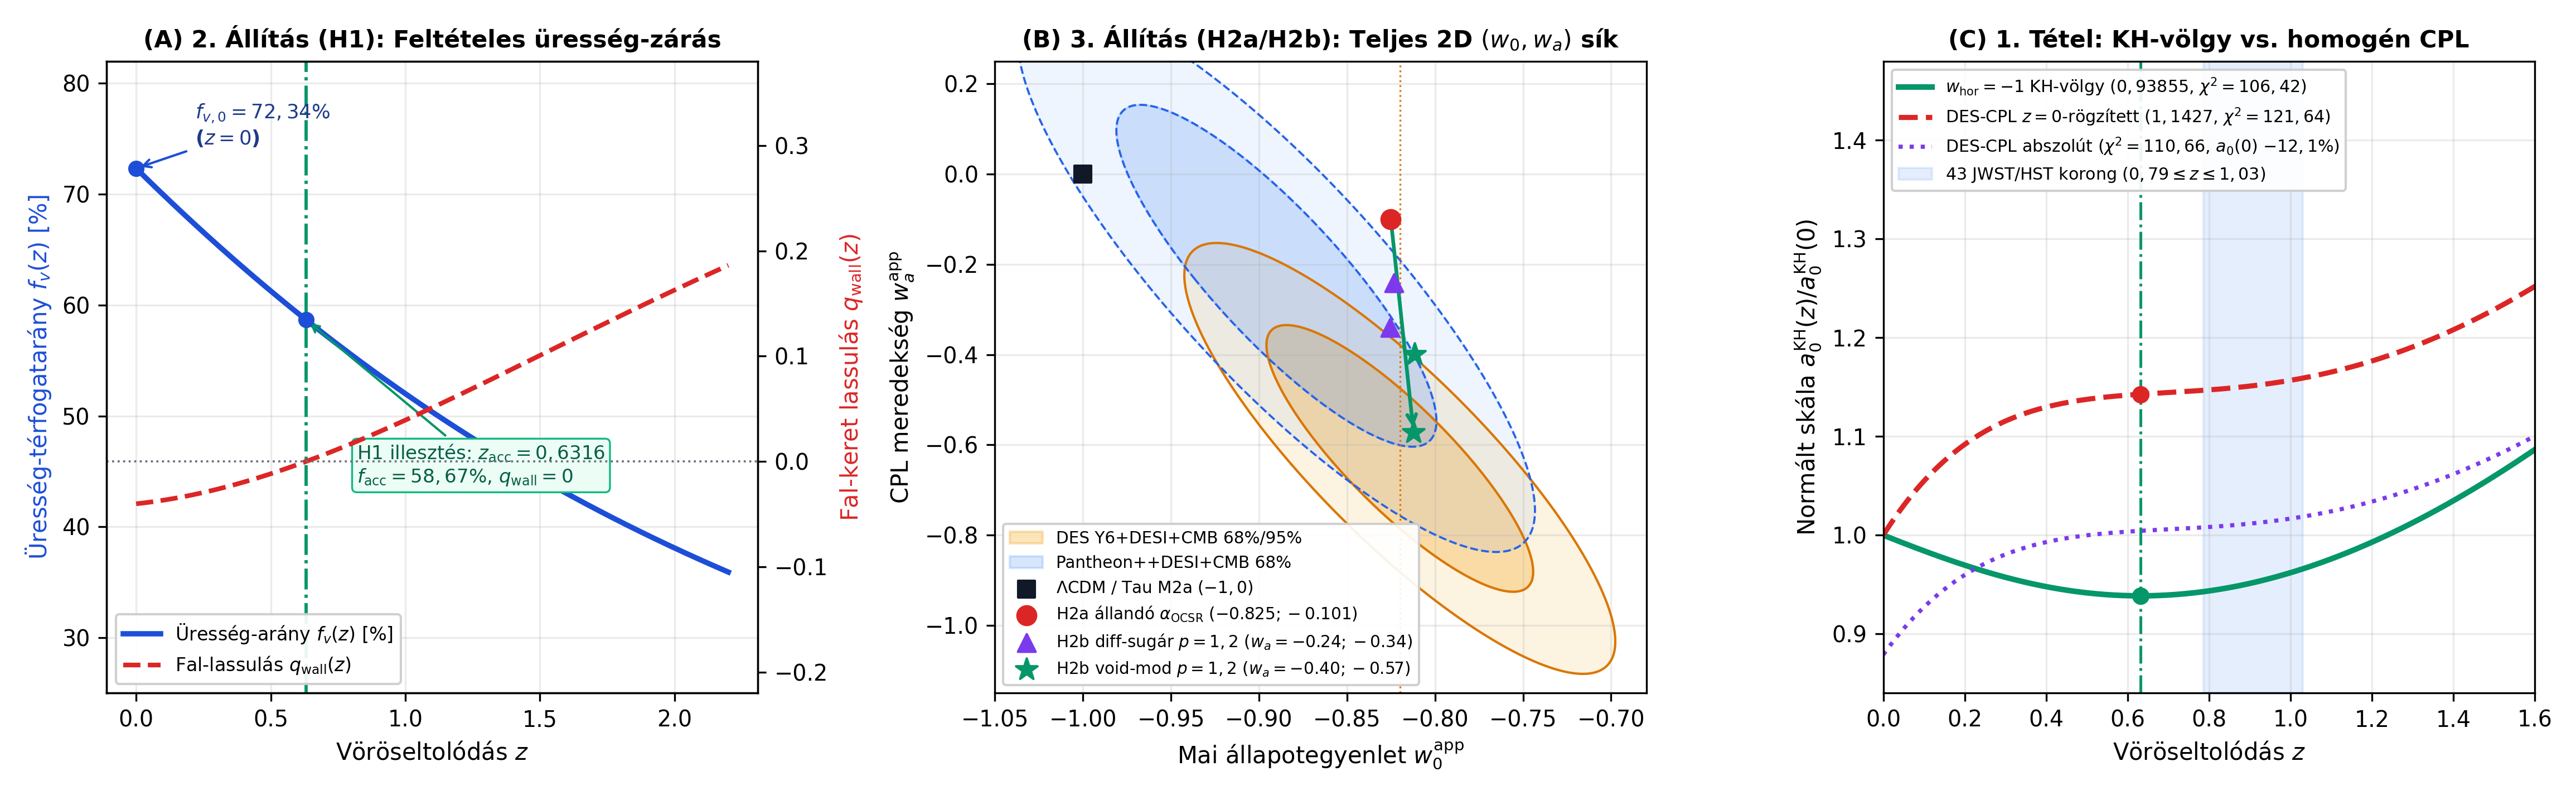 (A) 2. Állítás (H1): Feltételes üresség-zárás
80
70
60
50
40
30
Üresség-térfogatarány f_v(z) [%]
f_{v,0} = 72,34%
(z = 0)
H1 illesztés: z_acc = 0,6316
f_acc = 58,67%, q_wall = 0
Üresség-arány f_v(z) [%]
Fal-lassulás q_wall(z)
0.3
0.2
0.1
0.0
−0.1
−0.2
Fal-keret lassulás q_wall(z)
0.0 0.5 1.0 1.5 2.0
Vöröseltolódás z
(B) 3. Állítás (H2a/H2b): Teljes 2D (w_0, w_a) sík
0.2
0.0
−0.2
−0.4
−0.6
−0.8
−1.0
CPL meredekség w_a^app
DES Y6+DESI+CMB 68%/95%
Pantheon++DESI+CMB 68%
ΛCDM / Tau M2a (−1, 0)
H2a állandó α_OCSR (−0.825; −0.101)
H2b diff-sugár p = 1, 2 (w_a = −0.24; −0.34)
H2b void-mod p = 1, 2 (w_a = −0.40; −0.57)
−1.05 −1.00 −0.95 −0.90 −0.85 −0.80 −0.75 −0.70
Mai állapotegyenlet w_0^app
(C) 1. Tétel: KH-völgy vs. homogén CPL
1.4
1.3
1.2
1.1
1.0
0.9
Normált skála a_0^KH(z)/a_0^KH(0)
w_hor = −1 KH-völgy (0, 93855, χ² = 106, 42)
DES-CPL z = 0-rögzített (1, 1427, χ² = 121, 64)
DES-CPL abszolút (χ² = 110, 66, a_0(0) −12, 1%)
43 JWST/HST korong (0, 79 ≤ z ≤ 1, 03)
0.0 0.2 0.4 0.6 0.8 1.0 1.2 1.4 1.6
Vöröseltolódás z